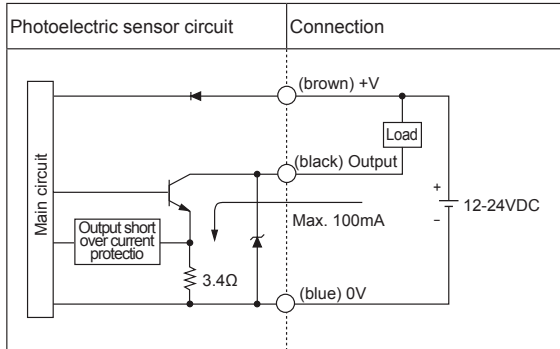 Photoelectric sensor circuit
Connection
(brown) +V
Load
(black) Output
Main circuit
+
12-24VDC
-
Max. 100mA
Output short
over current
protectio
3.4Ω
(blue) 0V